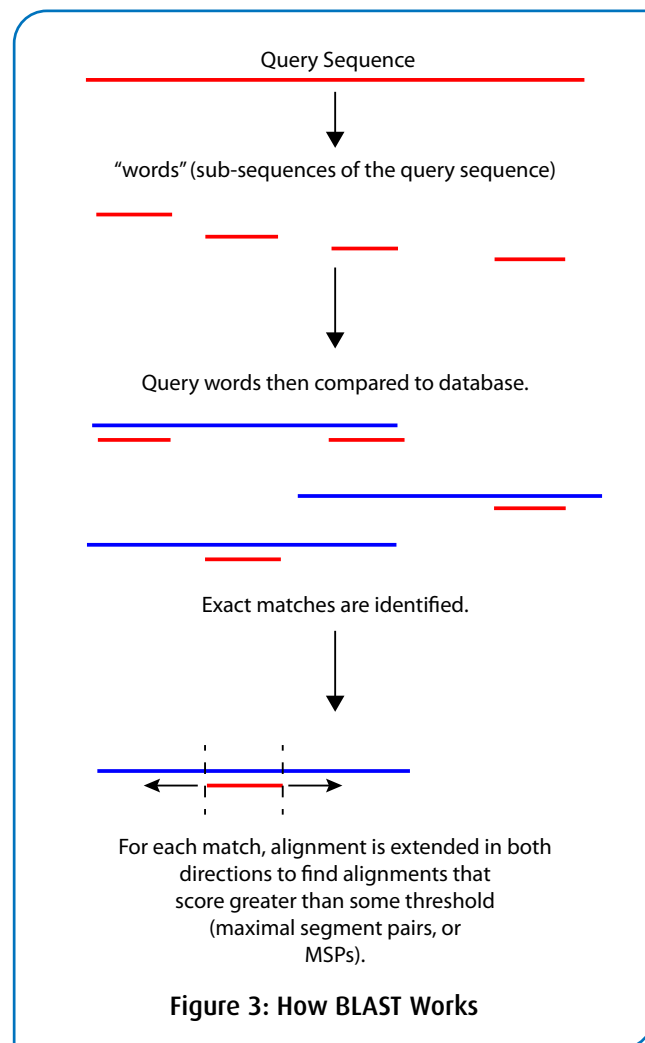 Query Sequence
“words” (sub-sequences of the query sequence)
Query words then compared to database.
Exact matches are identified.
For each match, alignment is extended in both
directions to find alignments that
score greater than some threshold
(maximal segment pairs, or
MSPs).
Figure 3: How BLAST Works